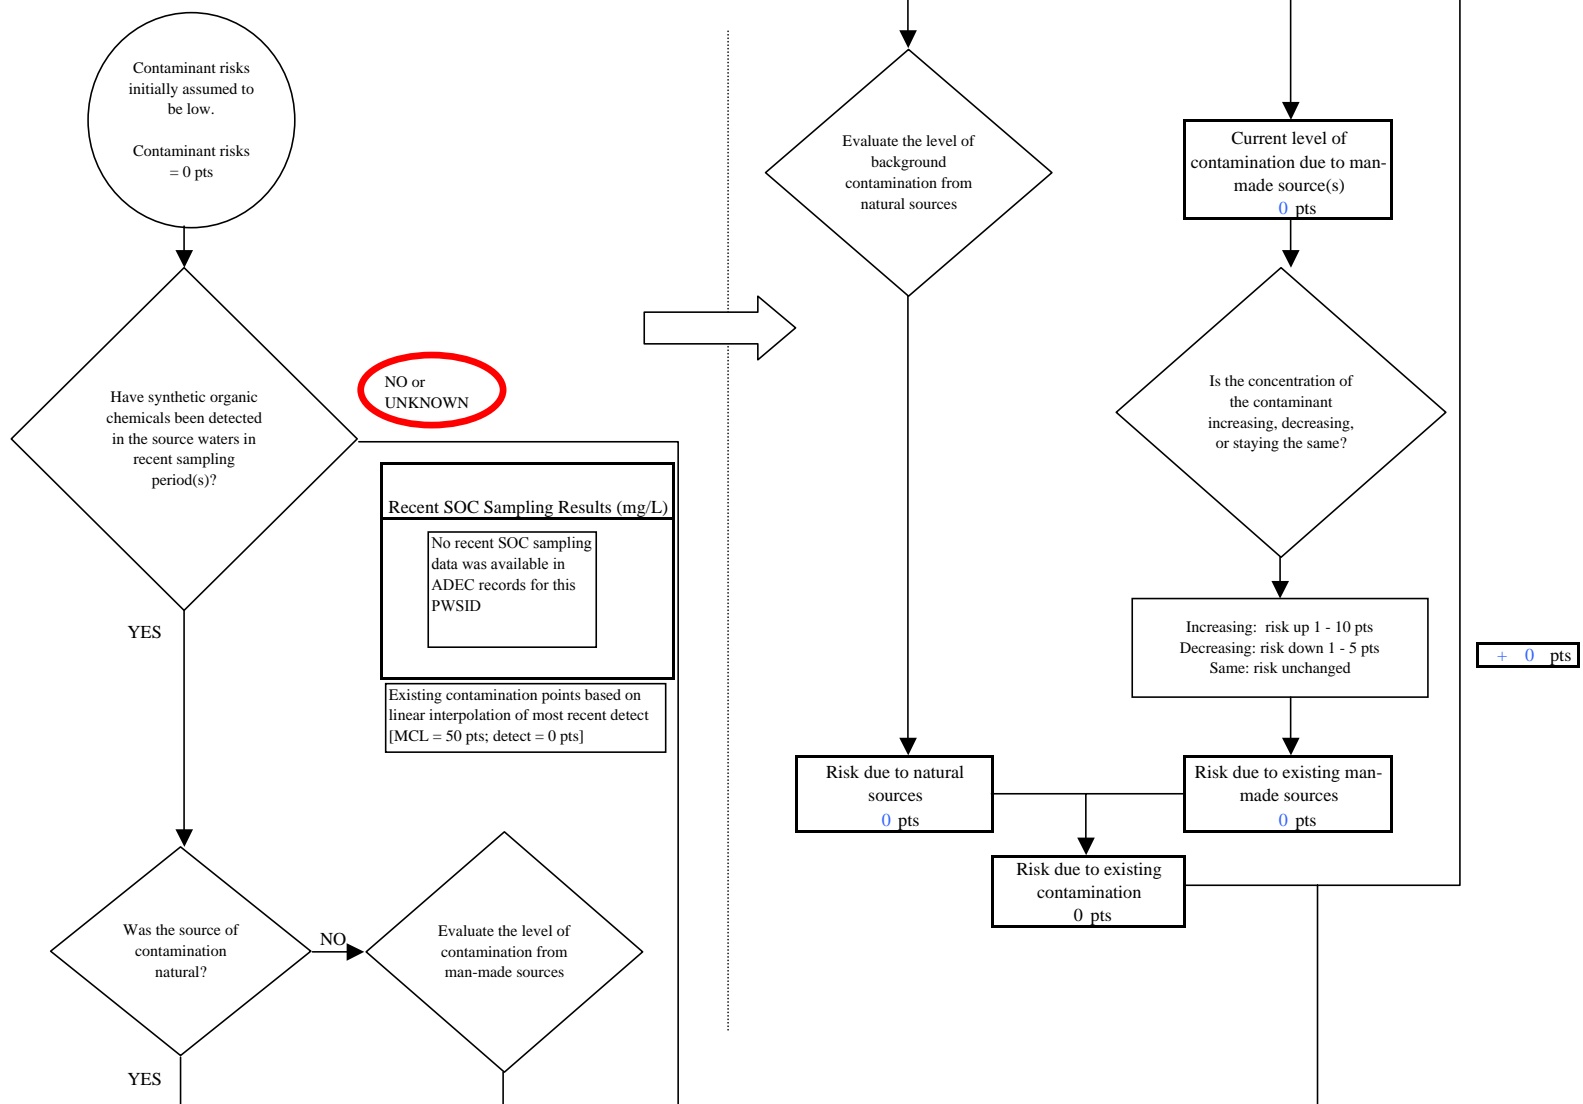 Contaminant risks
initially assumed to
be low.
Contaminant risks
= 0 pts
Have synthetic organic
chemicals been detected
in the source waters in
recent sampling
period(s)?
NO or
UNKNOWN
Recent SOC Sampling Results (mg/L)
No recent SOC sampling
data was available in
ADEC records for this
PWSID
Existing contamination points based on
linear interpolation of most recent detect
[MCL = 50 pts; detect = 0 pts]
YES
Was the source of
contamination
natural?
NO
Evaluate the level of
contamination from
man-made sources
YES
Evaluate the level of
background
contamination from
natural sources
Current level of
contamination due to man-
made source(s)
0 pts
Is the concentration of
the contaminant
increasing, decreasing,
or staying the same?
Increasing: risk up 1 - 10 pts
Decreasing: risk down 1 - 5 pts
Same: risk unchanged
+ 0 pts
Risk due to natural
sources
0 pts
Risk due to existing man-
made sources
0 pts
Risk due to existing
contamination
0 pts